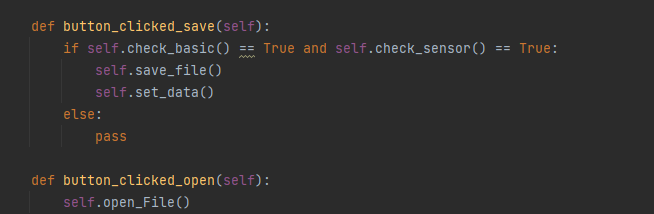 def button_clicked_save(self):
    if self.check_basic() == True and self.check_sensor() == True:
        self.save_file()
        self.set_data()
    else:
        pass

def button_clicked_open(self):
    self.open_File()